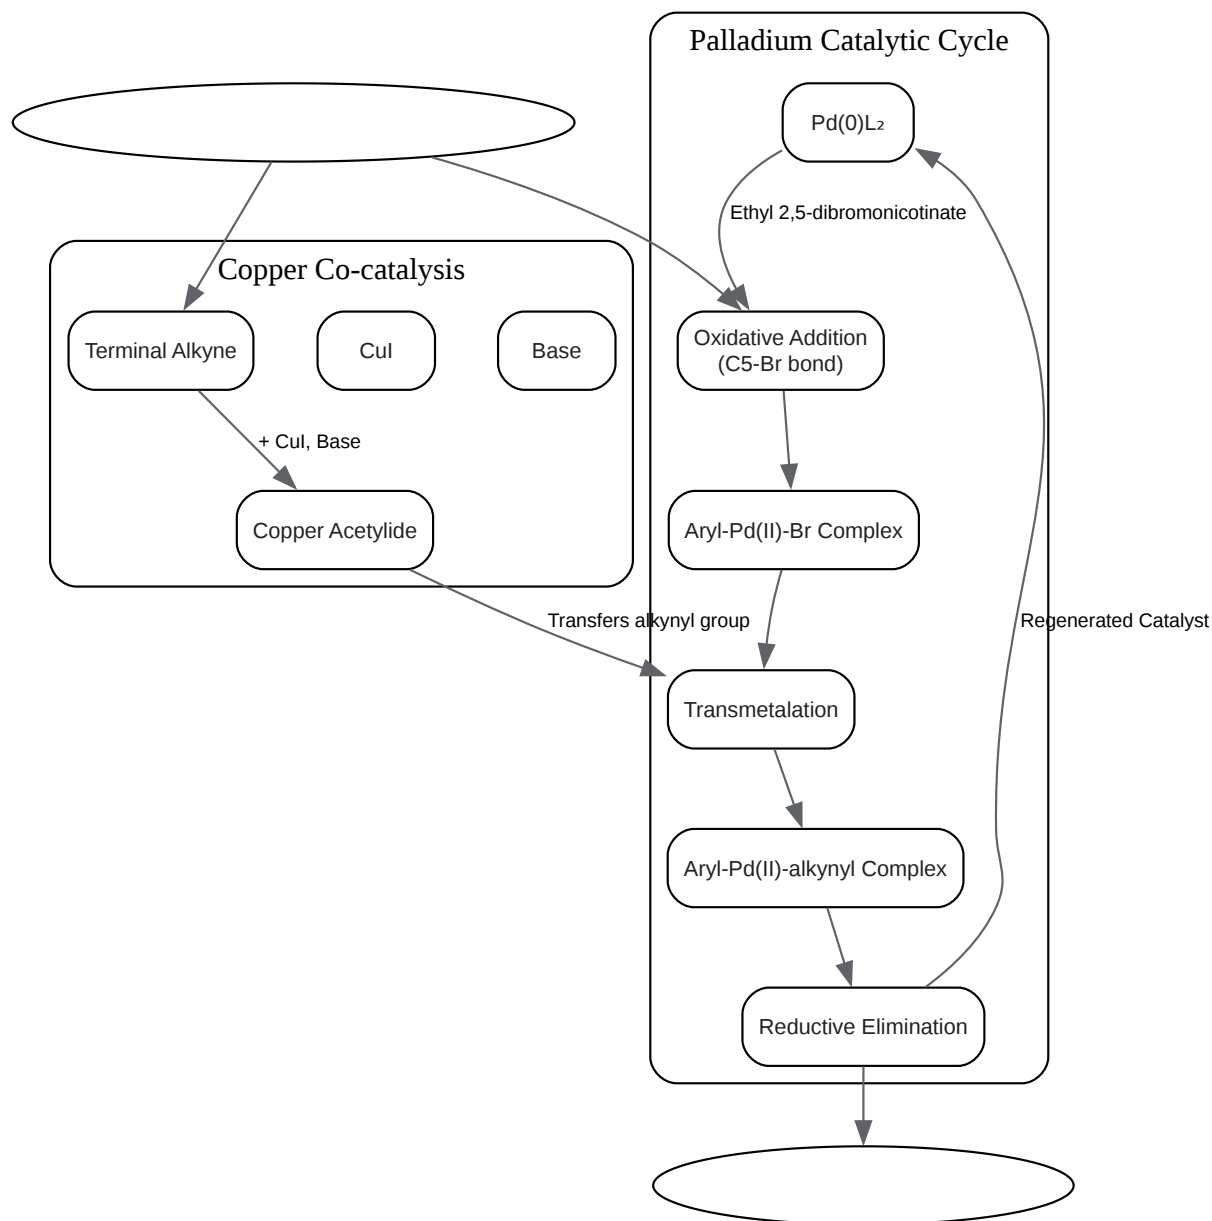 Palladium Catalytic Cycle
Pd(0)L₂
Ethyl 2,5-dibromonicotinate
Copper Co-catalysis
Terminal Alkyne
CuI
Base
Oxidative Addition
(C5-Br bond)
+ CuI, Base
Copper Acetylide
Aryl-Pd(II)-Br Complex
Transfers alkynyl group
Regenerated Catalyst
Transmetalation
Aryl-Pd(II)-alkynyl Complex
Reductive Elimination